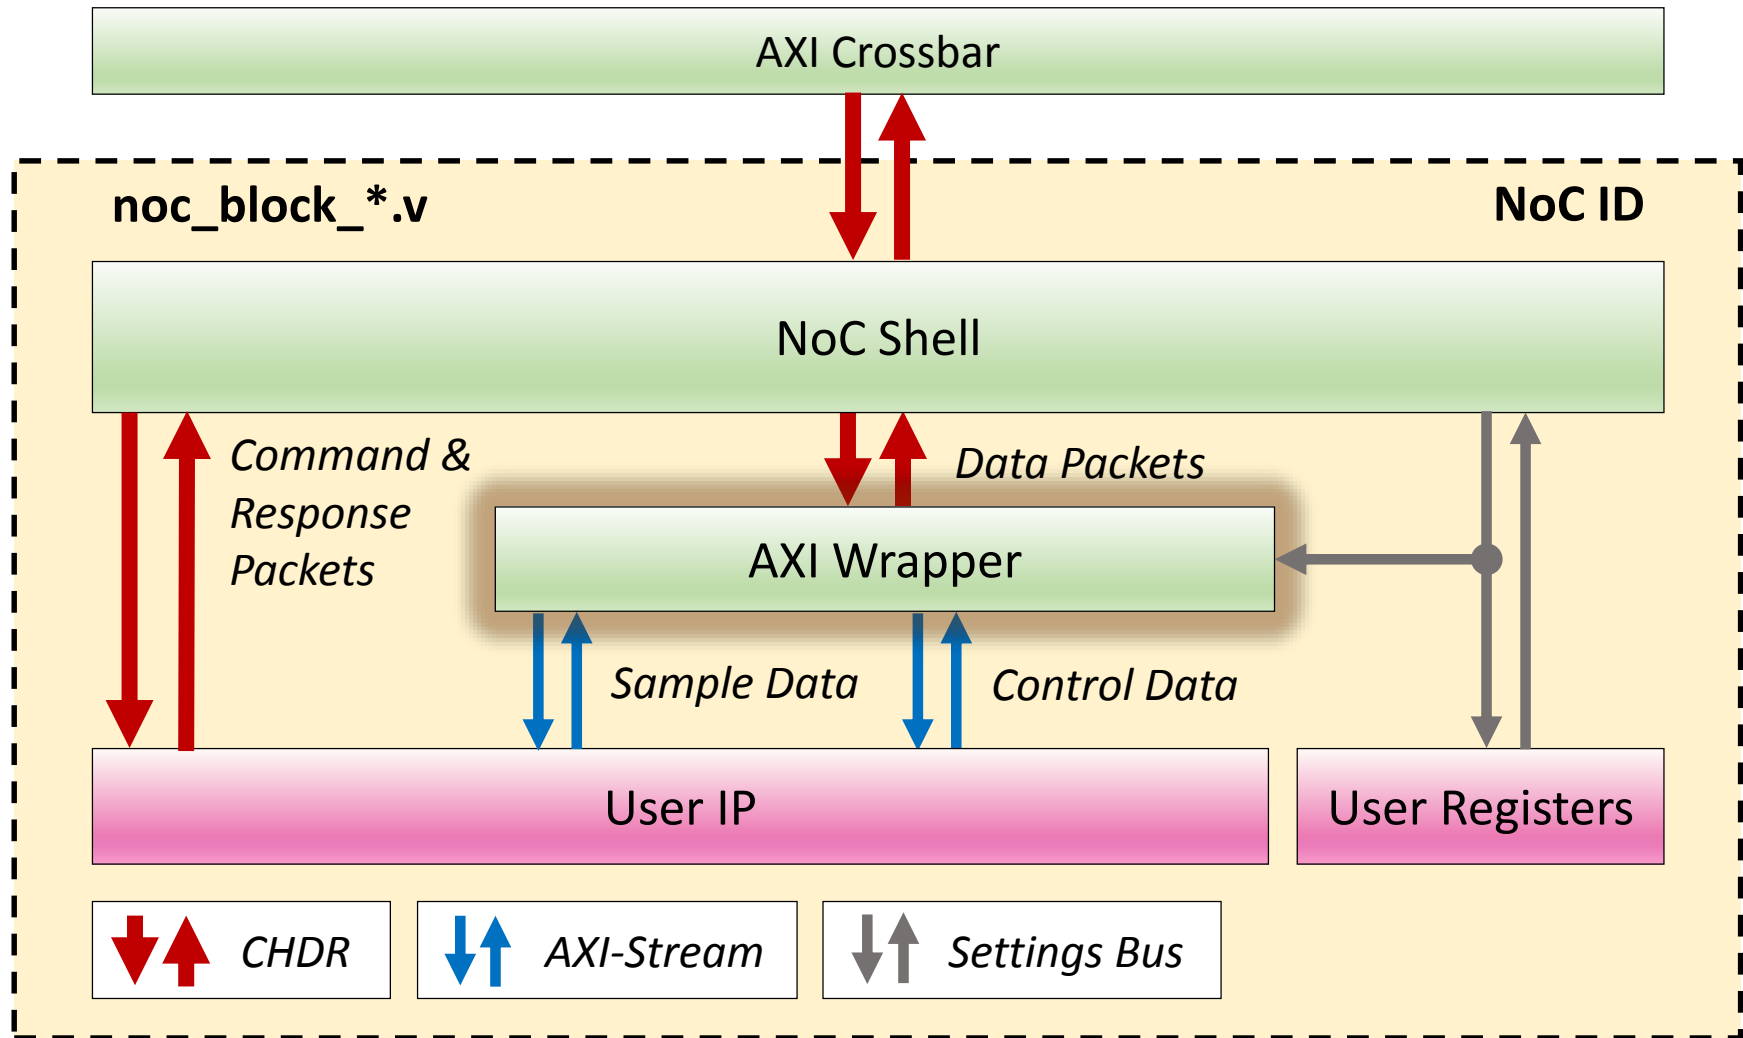 AXI Crossbar
noc_block_*.v
NoC ID
NoC Shell
Command &
Response
Packets
Data Packets
AXI Wrapper
Sample Data
Control Data
User IP
User Registers
CHDR
AXI-Stream
Settings Bus